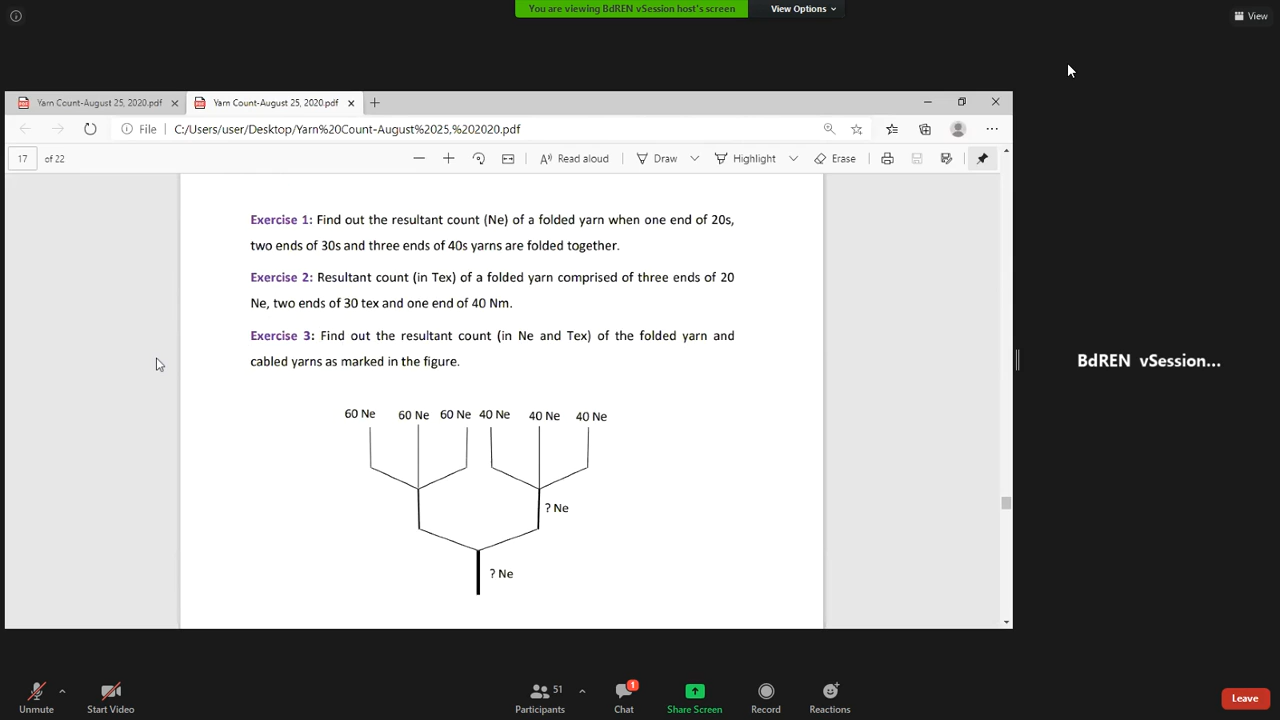 You are viewing BdREN vSession host's screen
View Options
View
Yarn Count-August 25, 2020.pdf
Yarn Count-August 25, 2020.pdf
File
C:/Users/user/Desktop/Yarn%20Count-August%2025,%202020.pdf
17
of 22
Read aloud
Draw
Highlight
Erase
Exercise 1: Find out the resultant count (Ne) of a folded yarn when one end of 20s,
two ends of 30s and three ends of 40s yarns are folded together.
Exercise 2: Resultant count (in Tex) of a folded yarn comprised of three ends of 20
Ne, two ends of 30 tex and one end of 40 Nm.
Exercise 3: Find out the resultant count (in Ne and Tex) of the folded yarn and
cabled yarns as marked in the figure.
60 Ne 60 Ne 60 Ne 40 Ne 40 Ne 40 Ne
? Ne
? Ne
BdREN vSession...
Unmute
Start Video
51
Participants
1
Chat
Share Screen
Record
Reactions
Leave